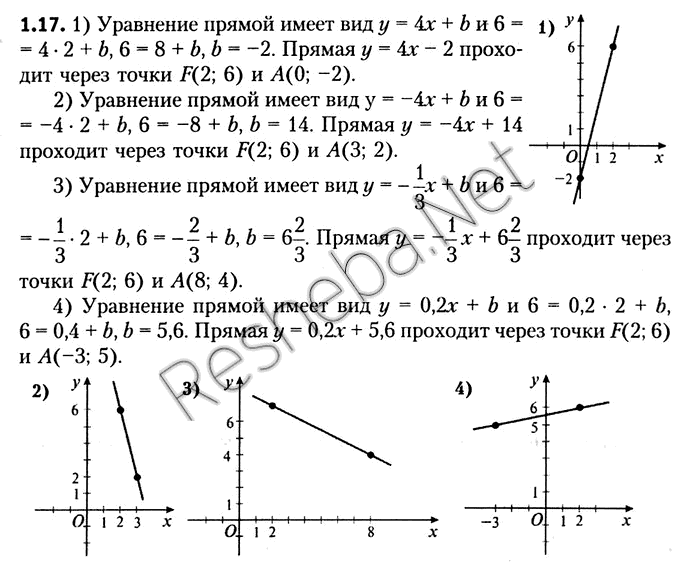 1.17. 1) Уравнение прямой имеет вид y = 4x + b и 6 =
= 4 · 2 + b, 6 = 8 + b, b = −2. Прямая y = 4x − 2 прохо-
дит через точки F(2; 6) и A(0; −2).
2) Уравнение прямой имеет вид y = −4x + b и 6 =
= −4 · 2 + b, 6 = −8 + b, b = 14. Прямая y = −4x + 14
проходит через точки F(2; 6) и A(3; 2).
3) Уравнение прямой имеет вид y = −1/3x + b и 6 =
= −1/3 · 2 + b, 6 = −2/3 + b, b = 6 2/3. Прямая y = −1/3 x + 6 2/3 проходит через
точки F(2; 6) и A(8; 4).
4) Уравнение прямой имеет вид y = 0,2x + b и 6 = 0,2 · 2 + b,
6 = 0,4 + b, b = 5,6. Прямая y = 0,2x + 5,6 проходит через точки F(2; 6)
и A(−3; 5).
1) y
6
1
O 1 2 x
−2
2) y
6
2
1
O 1 2 3 x
3) y
6
4
1
O 1 2 8 x
4) y
6
5
1
−3 O 1 2 x
Resheba.Net